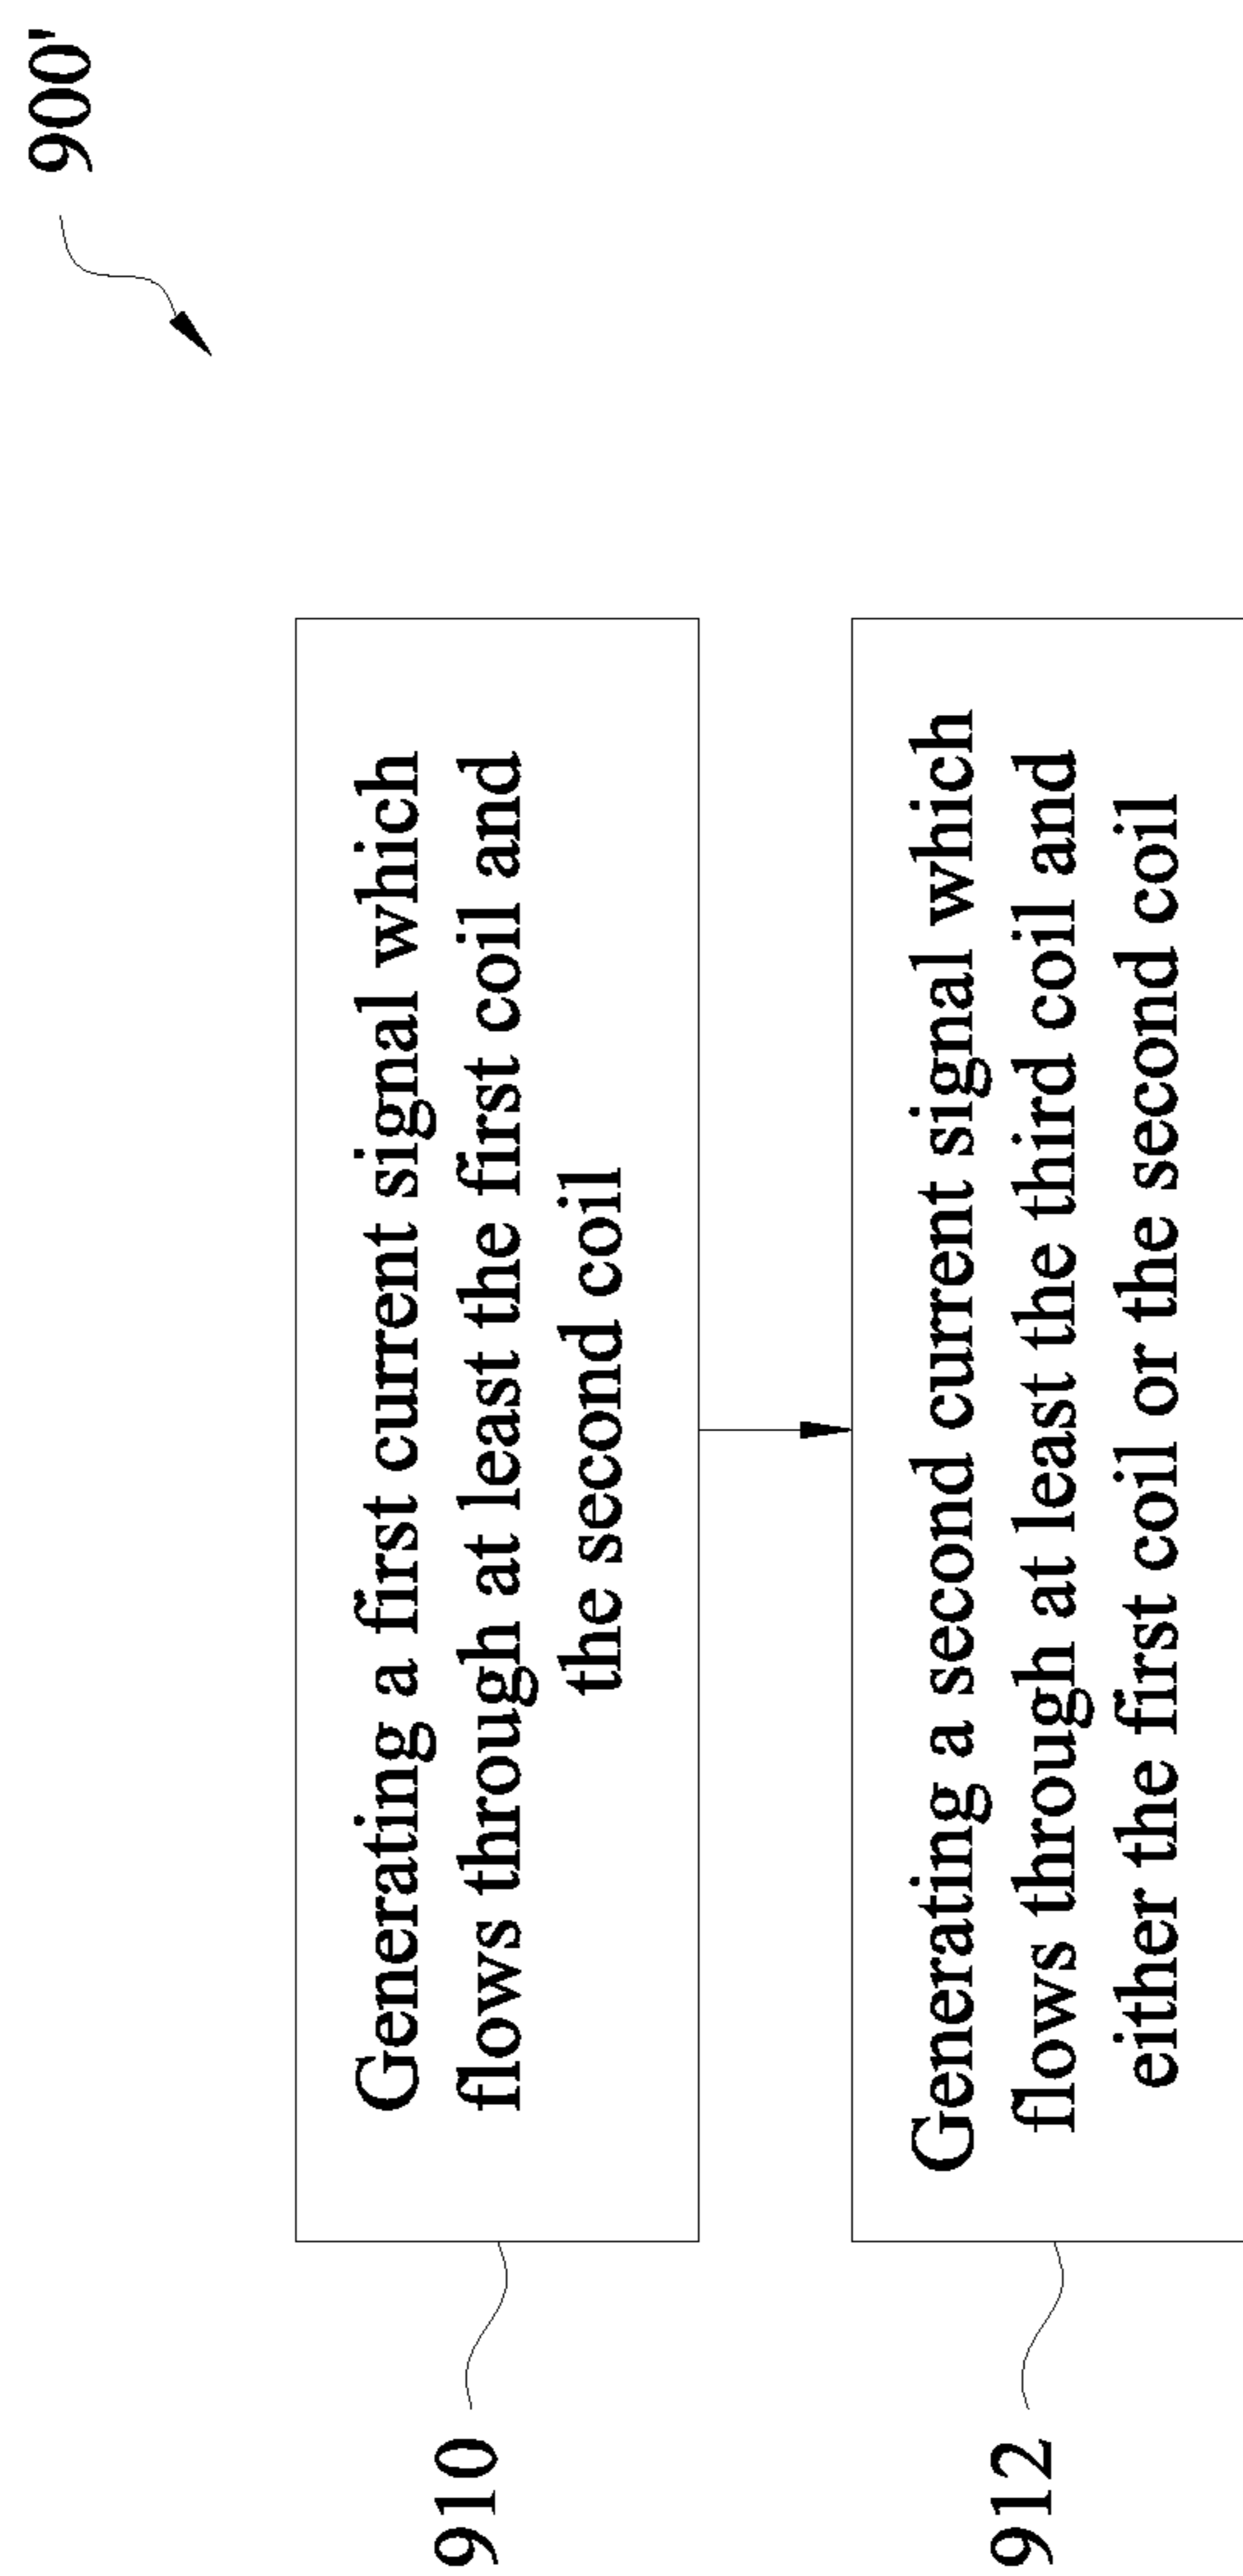 900'
910
Generating a first current signal which
flows through at least the first coil and
the second coil
912
Generating a second current signal which
flows through at least the third coil and
either the first coil or the second coil